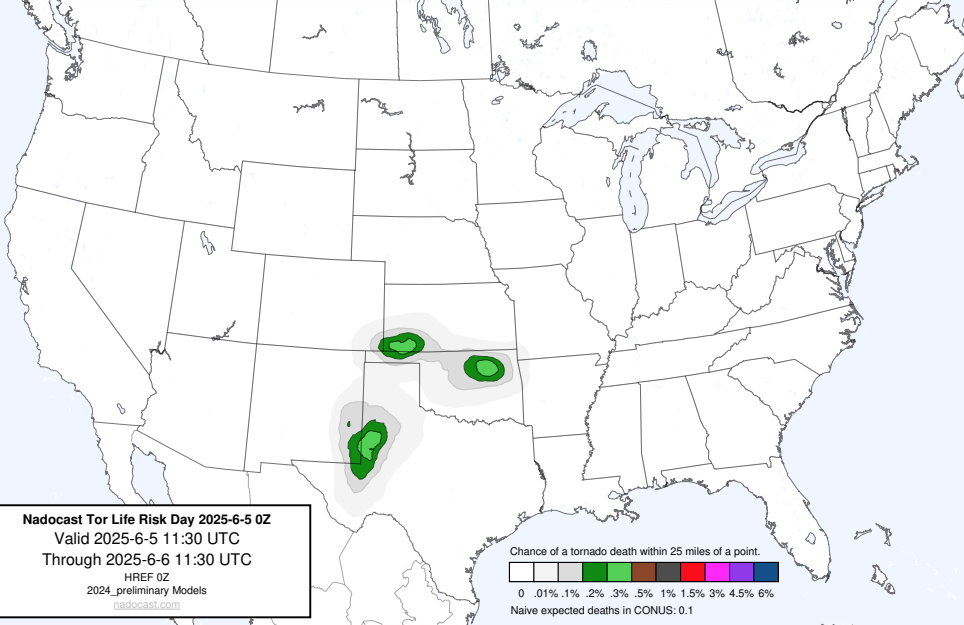 Nadocast Tor Life Risk Day 2025-6-5 0Z
Valid 2025-6-5 11:30 UTC
Through 2025-6-6 11:30 UTC
HREF 0Z
2024_preliminary Models
nadocast.com
Chance of a tornado death within 25 miles of a point.
0 .01% .1% .2% .3% .5% 1% 1.5% 3% 4.5% 6%
Naive expected deaths in CONUS: 0.1